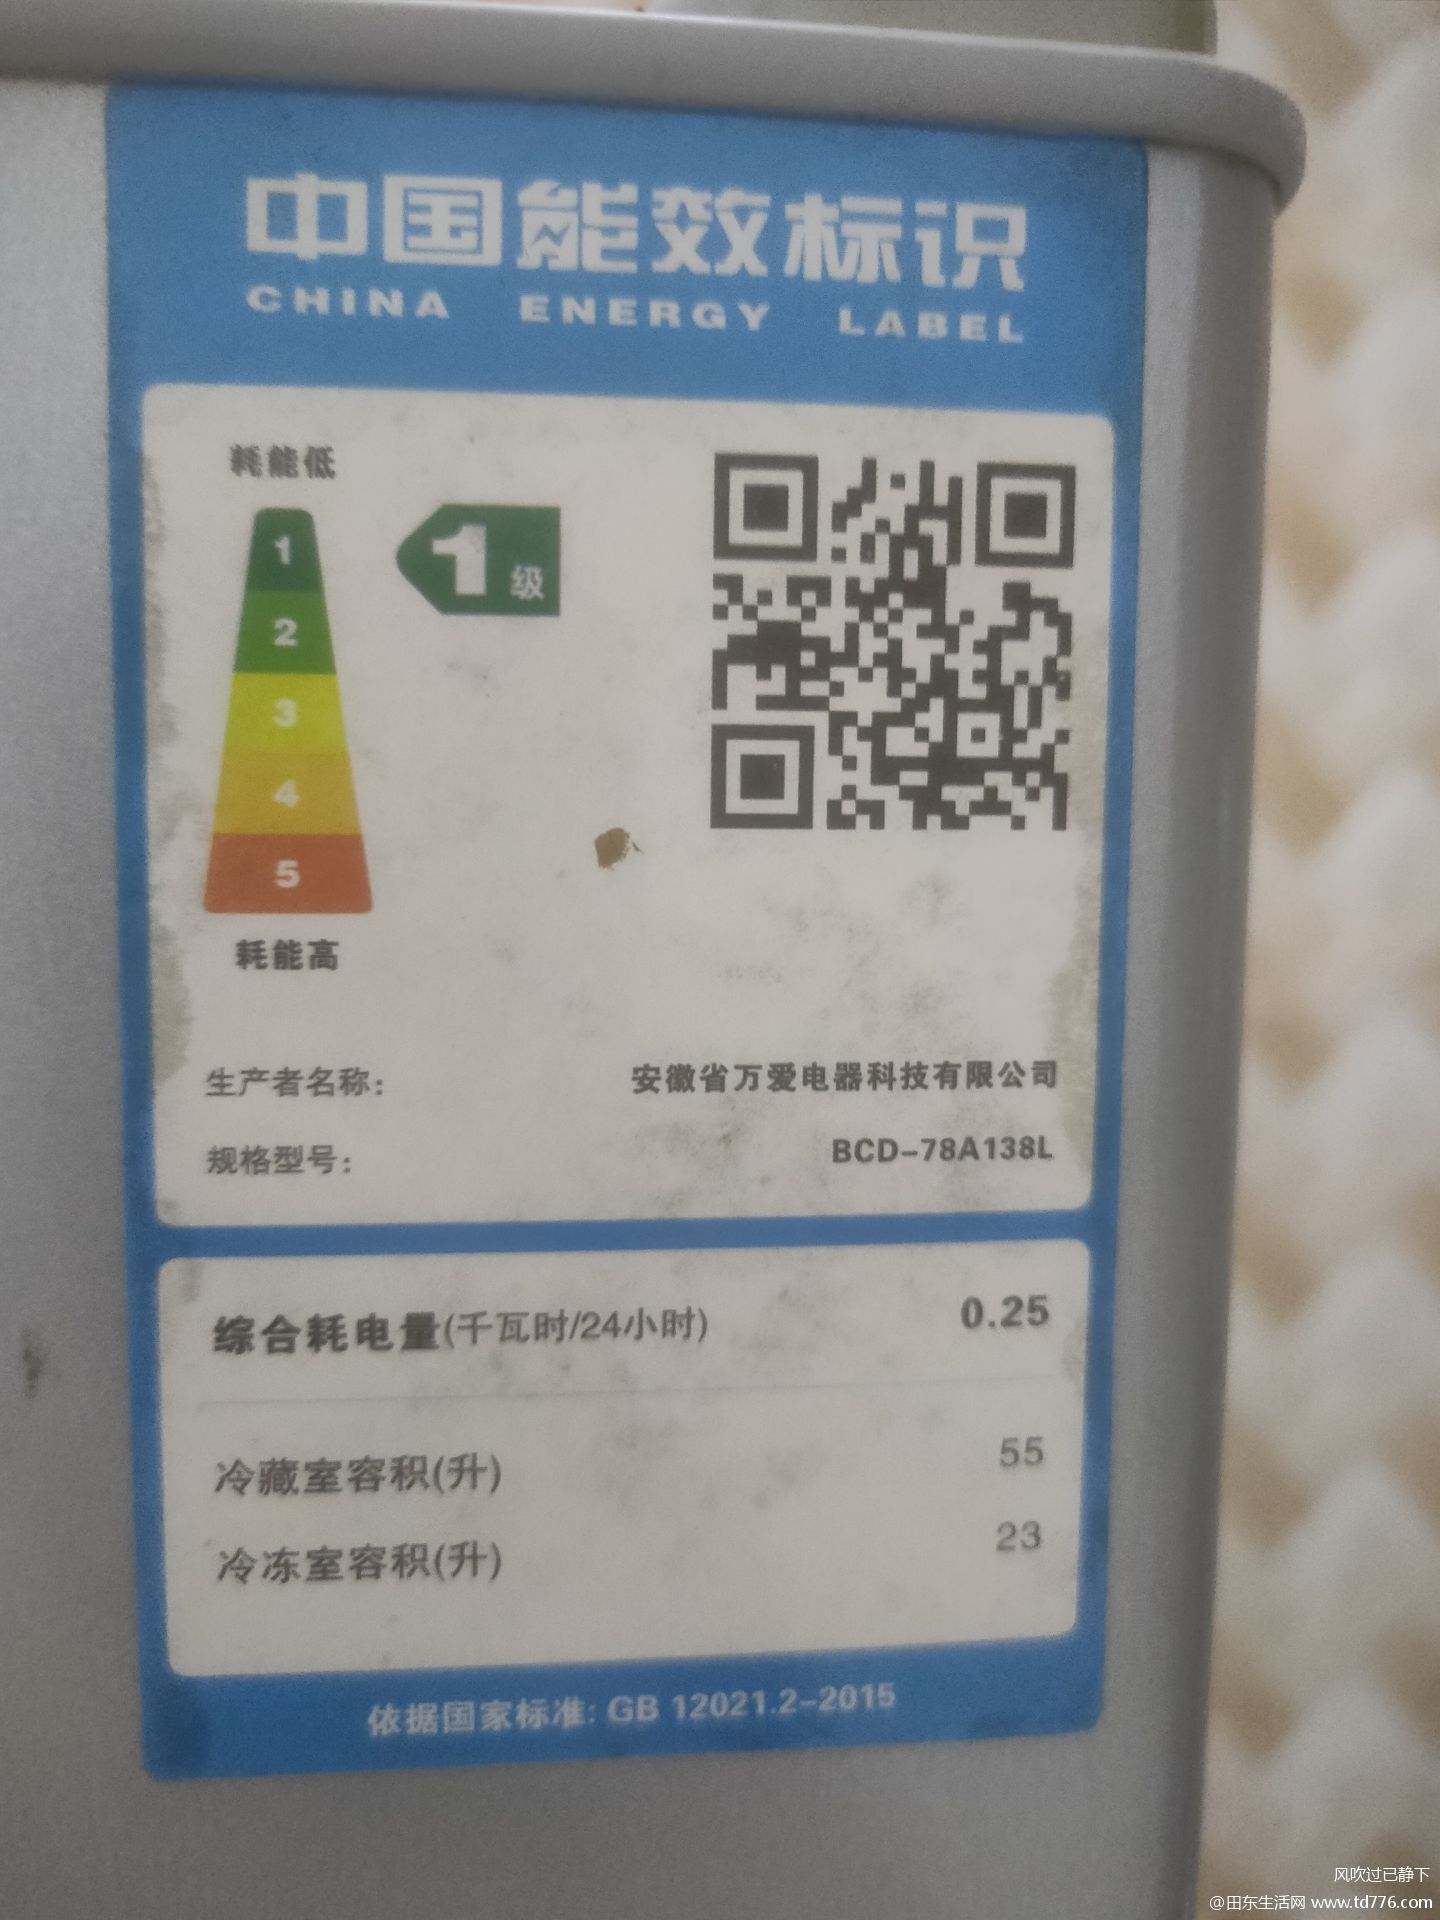 中国能效标识
CHINA ENERGY LABEL
耗能低
1
2
3
4
5
1级
耗能高
生产者名称： 安徽省万爱电器科技有限公司
规格型号： BCD-78A138L
综合耗电量(千瓦时/24小时) 0.25
冷藏室容积(升) 55
冷冻室容积(升) 23
依据国家标准: GB 12021.2-2015
风吹过已静下
@田东生活网 www.td776.com